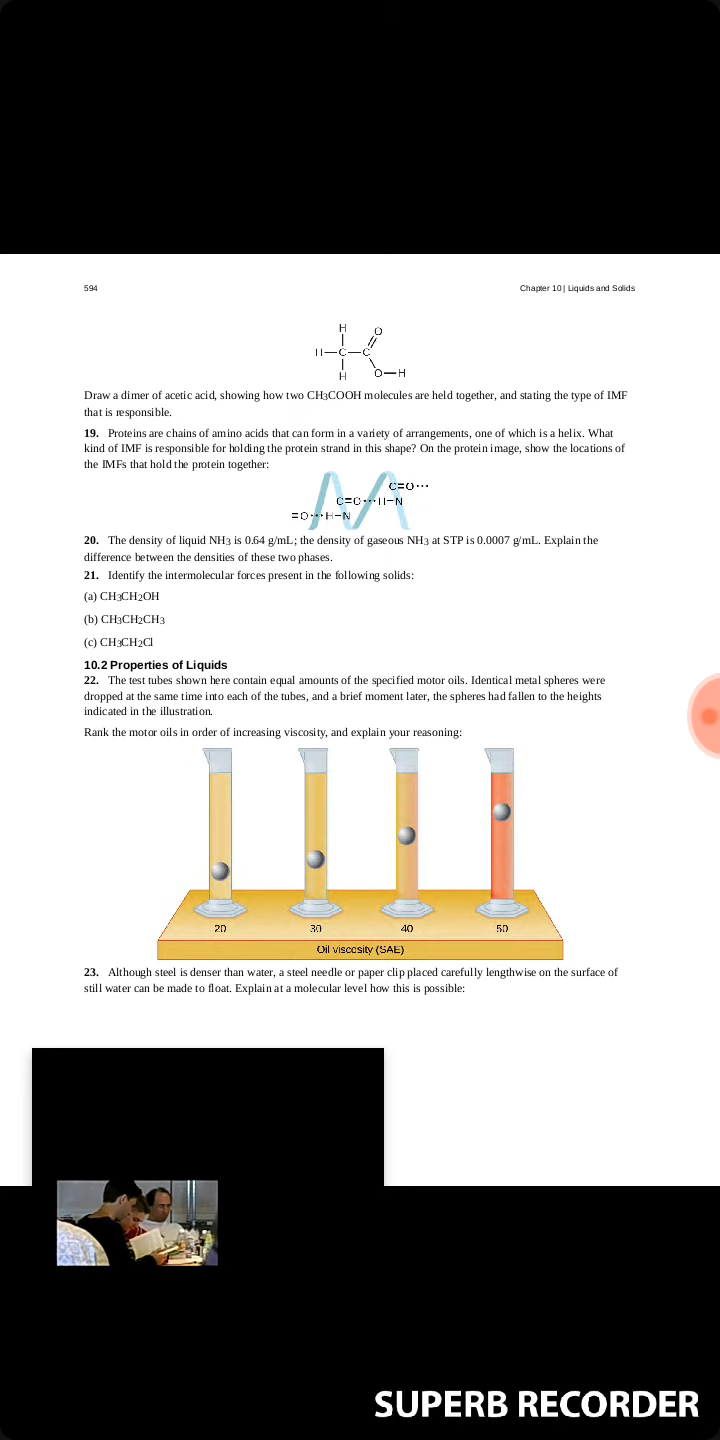 594 Chapter 10 | Liquids and Solids
H O
H—C—C
H O—H
Draw a dimer of acetic acid, showing how two CH3COOH molecules are held together, and stating the type of IMF
that is responsible.
19. Proteins are chains of amino acids that can form in a variety of arrangements, one of which is a helix. What
kind of IMF is responsible for holding the protein strand in this shape? On the protein image, show the locations of
the IMFs that hold the protein together:
C=O···
C=O···H—N
=O···H—N
20. The density of liquid NH3 is 0.64 g/mL; the density of gaseous NH3 at STP is 0.0007 g/mL. Explain the
difference between the densities of these two phases.
21. Identify the intermolecular forces present in the following solids:
(a) CH3CH2OH
(b) CH3CH2CH3
(c) CH3CH2Cl
10.2 Properties of Liquids
22. The test tubes shown here contain equal amounts of the specified motor oils. Identical metal spheres were
dropped at the same time into each of the tubes, and a brief moment later, the spheres had fallen to the heights
indicated in the illustration.
Rank the motor oils in order of increasing viscosity, and explain your reasoning:
20 30 40 50
Oil viscosity (SAE)
23. Although steel is denser than water, a steel needle or paper clip placed carefully lengthwise on the surface of
still water can be made to float. Explain at a molecular level how this is possible:
SUPERB RECORDER